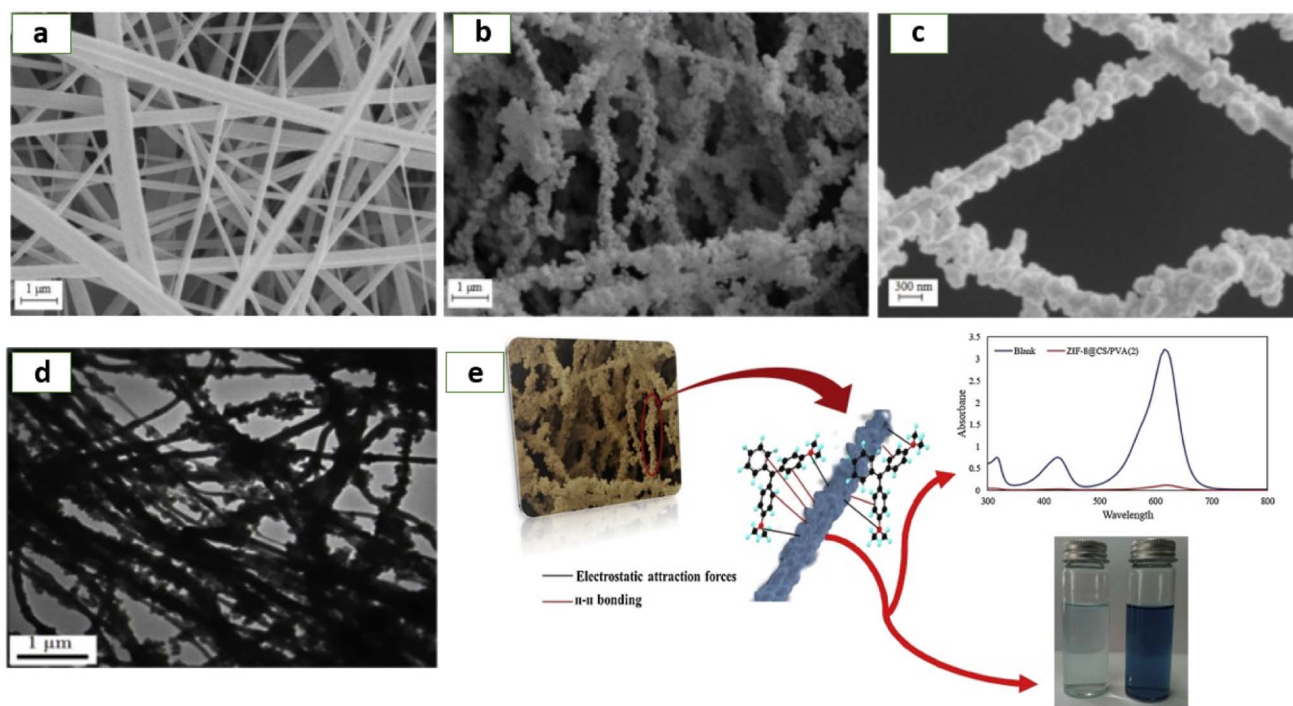 a
b
c
1 µm
1 µm
300 nm
d
1 µm
e
Electrostatic attraction forces
π-π bonding
Blank
ZIF-8@CS/PVA(2)
Absorbane
3.5
3
2.5
2
1.5
1
0.5
0
300 400 500 600 700 800
Wavelength